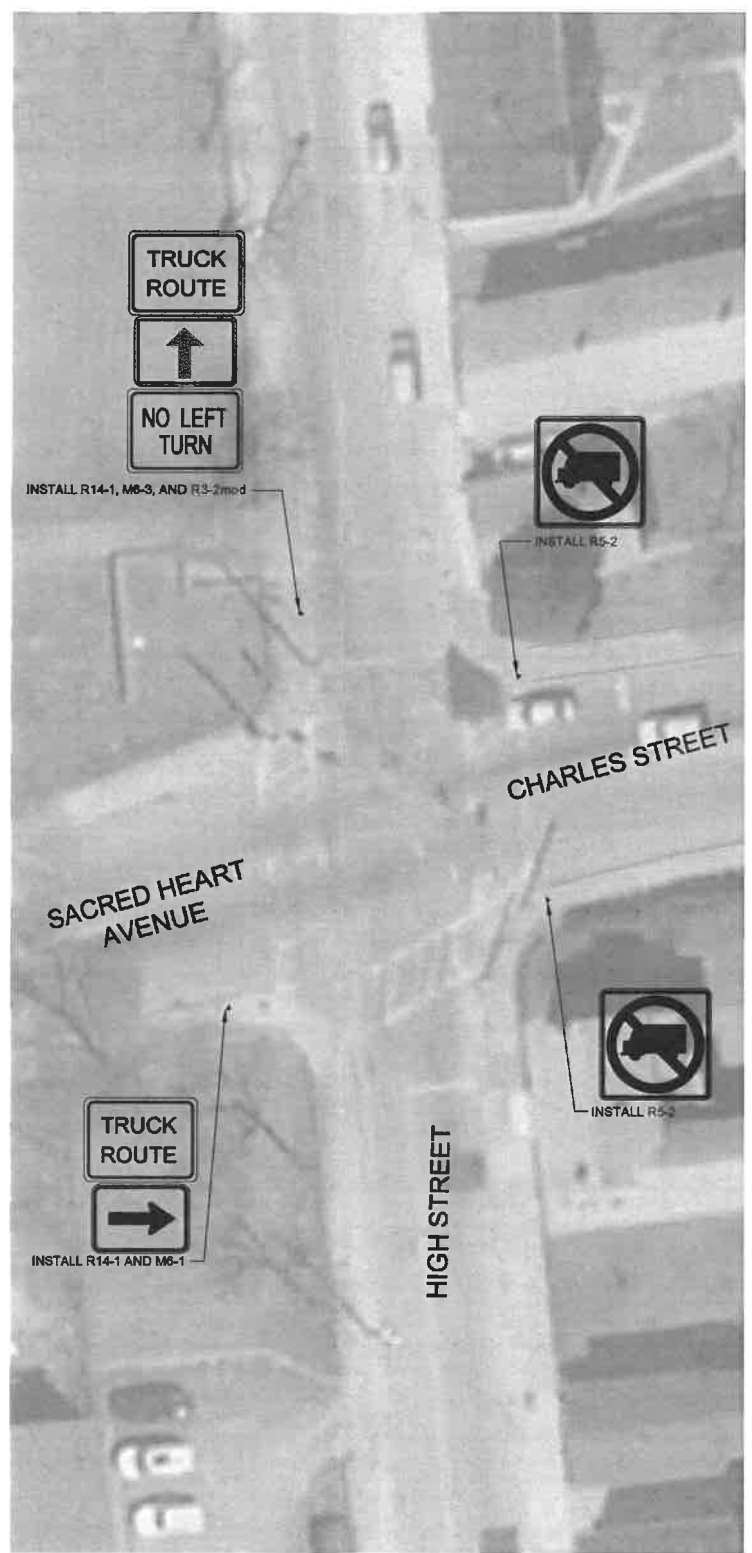 TRUCK
ROUTE
NO LEFT
TURN
INSTALL R14-1, M6-3, AND R3-2mod
INSTALL R5-2
CHARLES STREET
SACRED HEART
AVENUE
INSTALL R5-2
TRUCK
ROUTE
HIGH STREET
INSTALL R14-1 AND M6-1